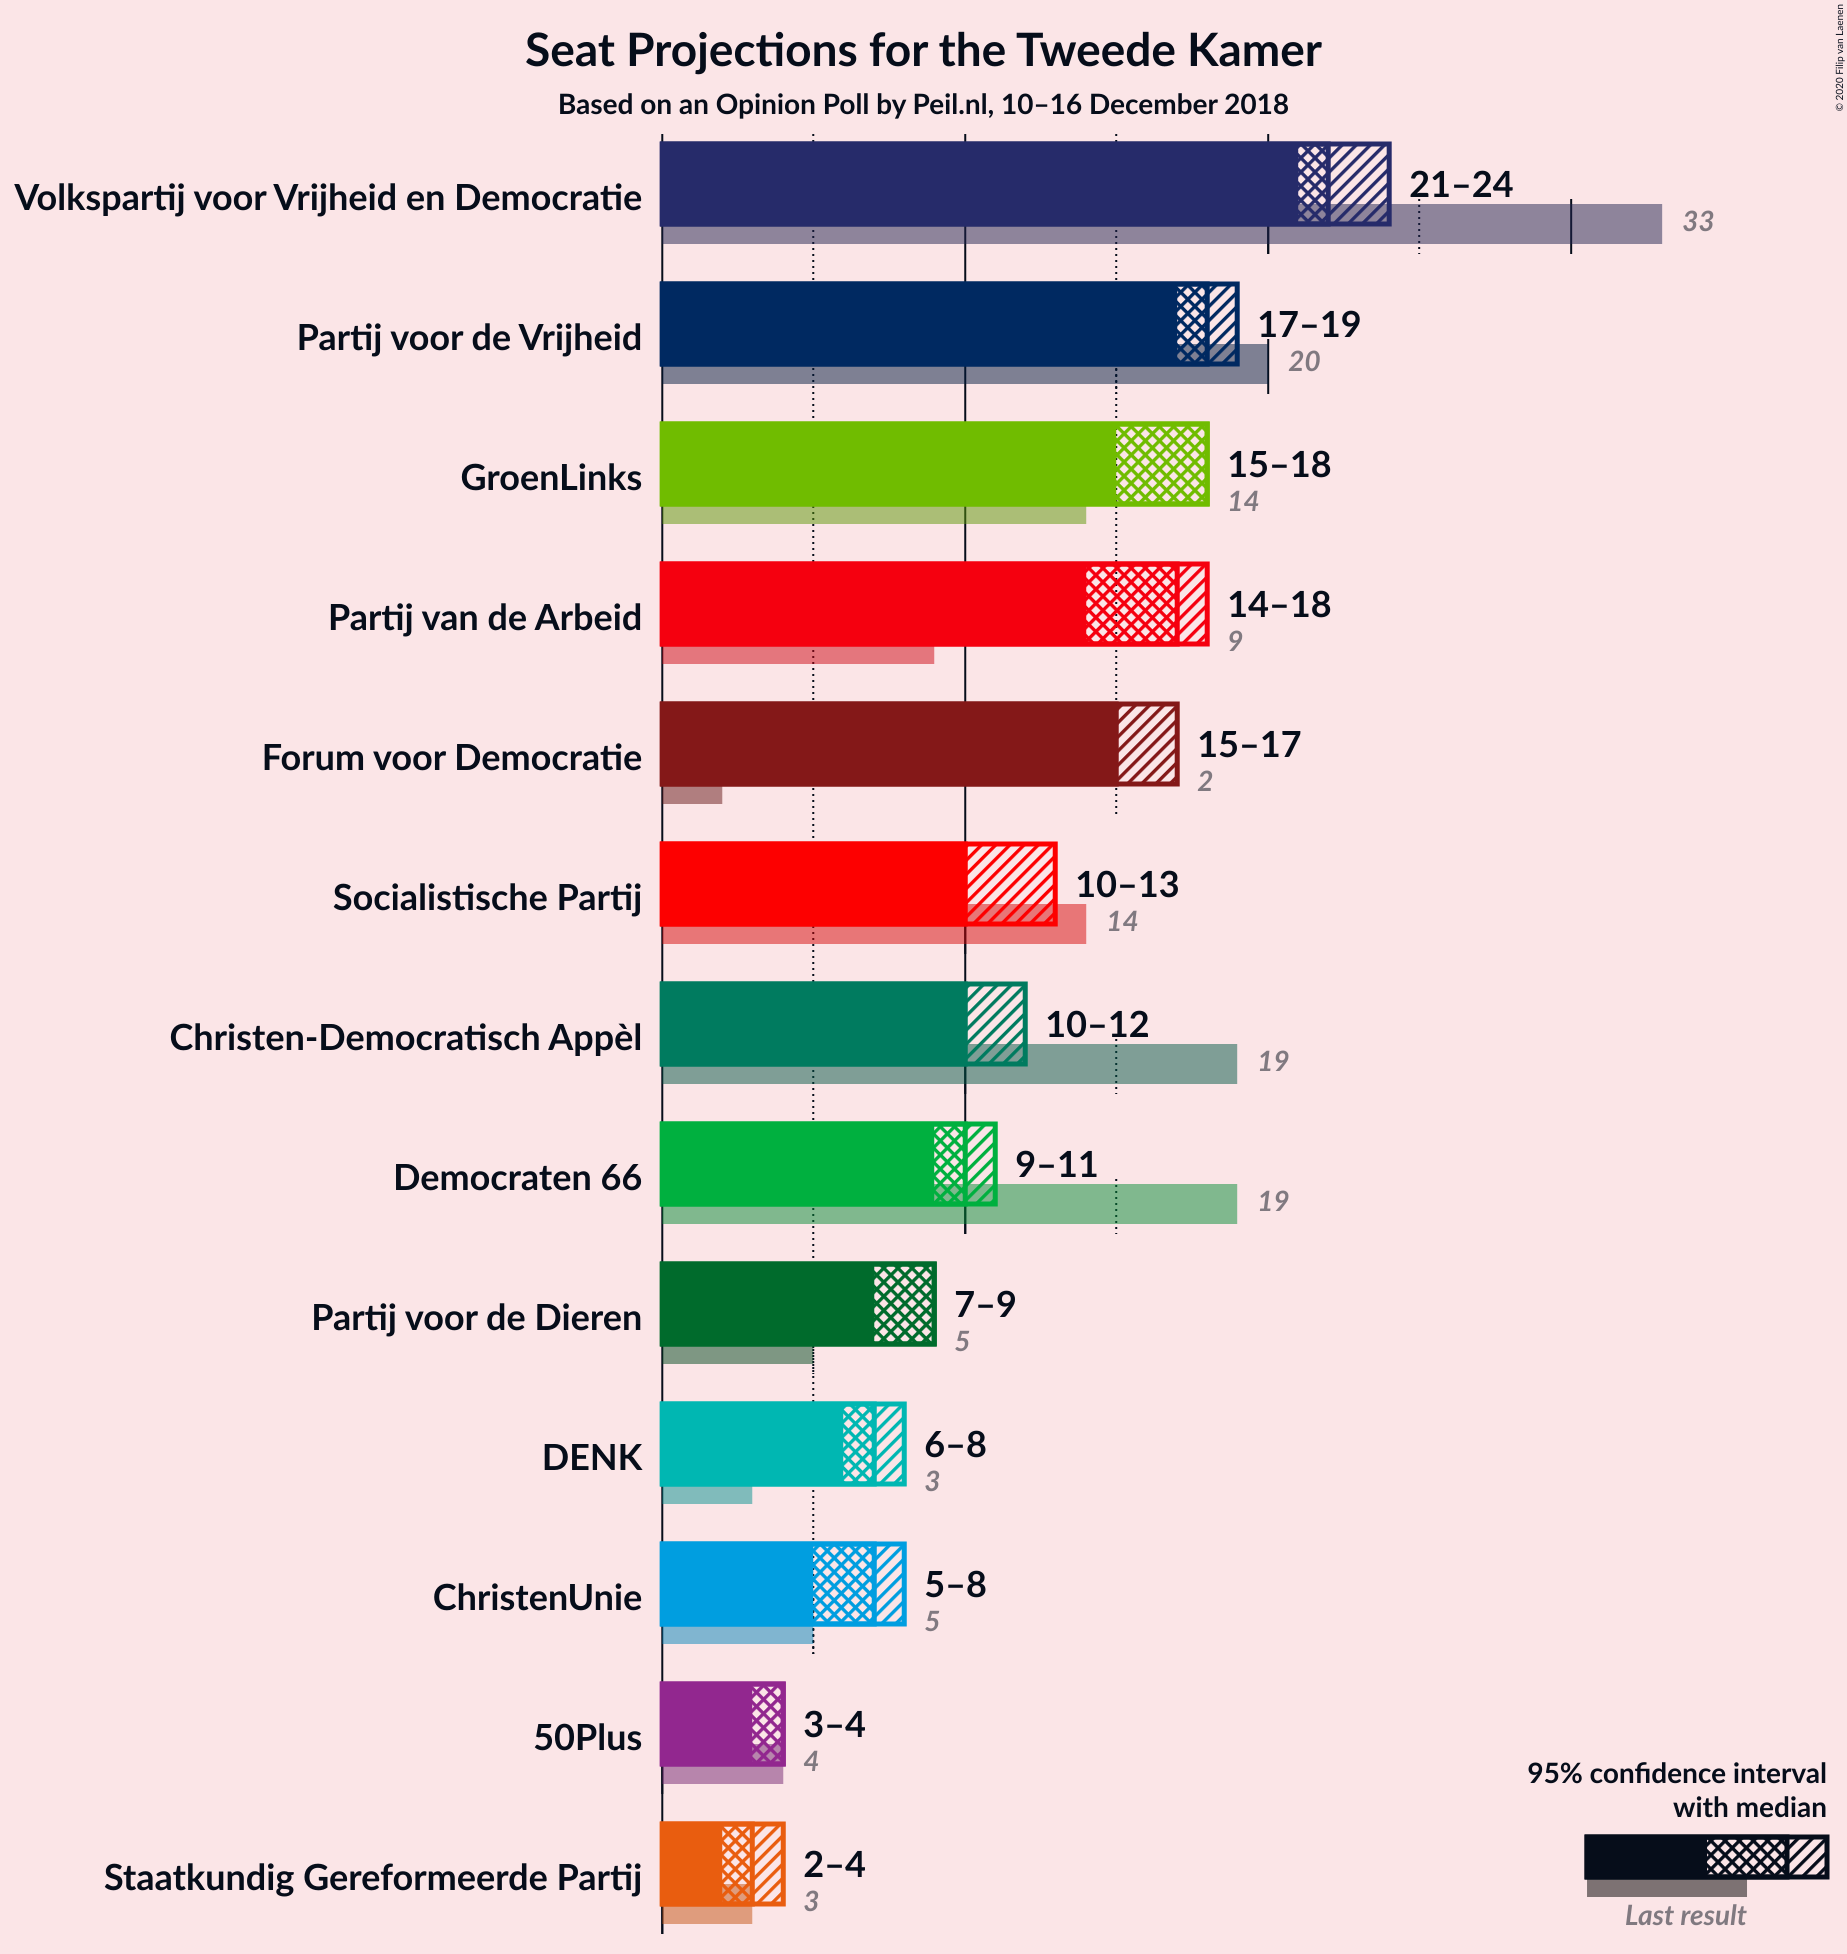 Seat Projections for the Tweede Kamer
Based on an Opinion Poll by Peil.nl, 10–16 December 2018
© 2020 Filip van Laenen
Volkspartij voor Vrijheid en Democratie
21–24
33
Partij voor de Vrijheid
17–19
20
GroenLinks
15–18
14
Partij van de Arbeid
14–18
9
Forum voor Democratie
15–17
2
Socialistische Partij
10–13
14
Christen-Democratisch Appèl
10–12
19
Democraten 66
9–11
19
Partij voor de Dieren
7–9
5
DENK
6–8
3
ChristenUnie
5–8
5
50Plus
3–4
4
Staatkundig Gereformeerde Partij
2–4
3
95% confidence interval
with median
Last result